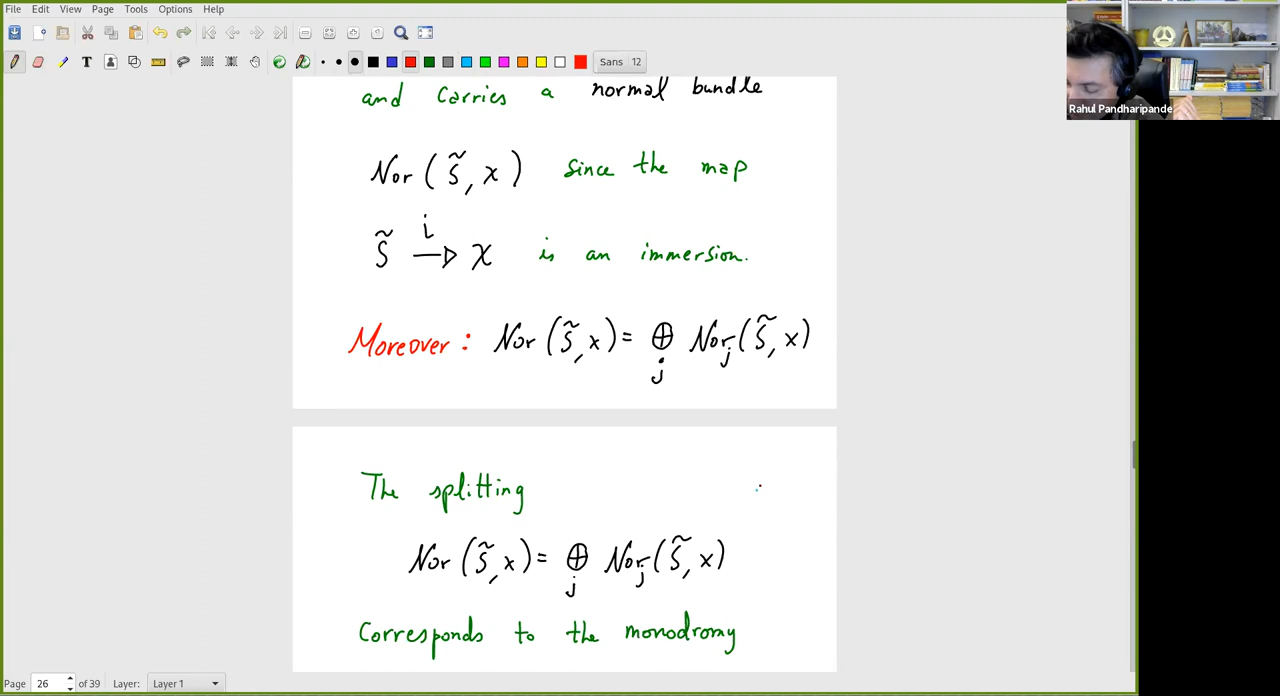 File Edit View Page Tools Options Help
Sans 12
and carries a normal bundle
Nor ( S̃, X ) since the map
S̃ —i→ X is an immersion.
Moreover : Nor (S̃, X) = ⊕_j Nor_j (S̃, X)
The splitting
Nor (S̃, X) = ⊕_j Nor_j (S̃, X)
Corresponds to the monodromy
Page 26 of 39 Layer: Layer 1
Rahul Pandharipande